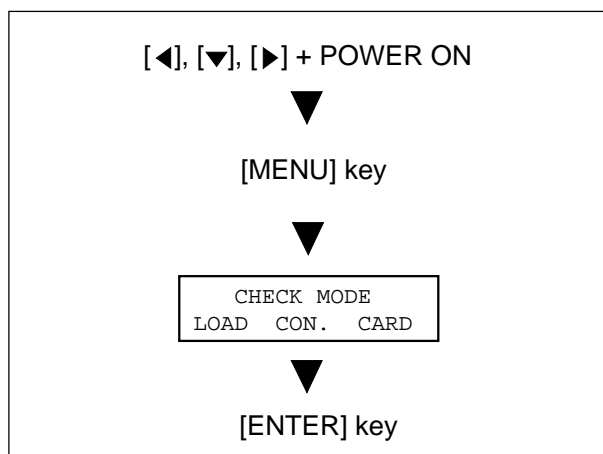 [◀], [▼], [▶] + POWER ON
[MENU] key
CHECK MODE
LOAD CON. CARD
[ENTER] key